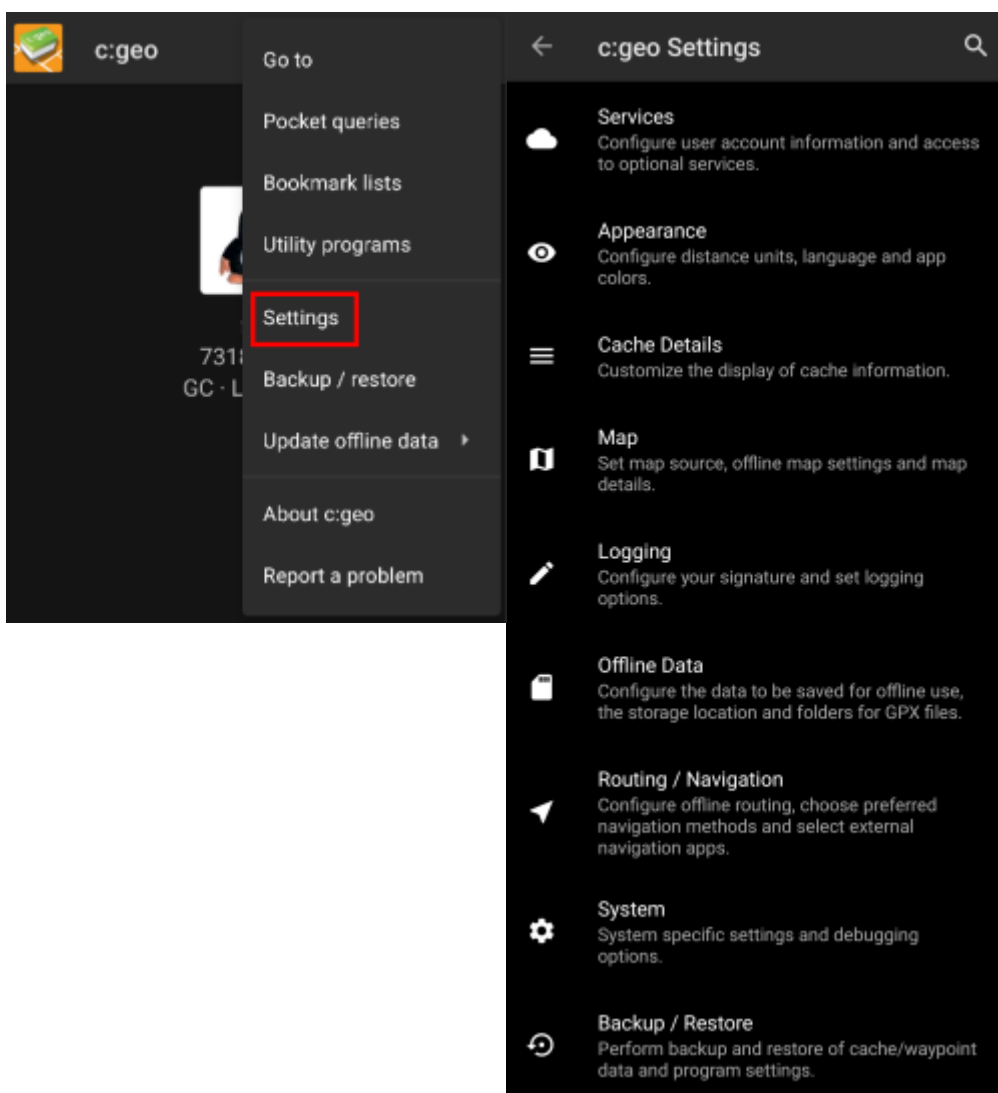 c:geo
Go to
Pocket queries
Bookmark lists
Utility programs
Settings
7318
Backup / restore
GC · L
Update offline data
About c:geo
Report a problem
c:geo Settings
Services
Configure user account information and access
to optional services.
Appearance
Configure distance units, language and app
colors.
Cache Details
Customize the display of cache information.
Map
Set map source, offline map settings and map
details.
Logging
Configure your signature and set logging
options.
Offline Data
Configure the data to be saved for offline use,
the storage location and folders for GPX files.
Routing / Navigation
Configure offline routing, choose preferred
navigation methods and select external
navigation apps.
System
System specific settings and debugging
options.
Backup / Restore
Perform backup and restore of cache/waypoint
data and program settings.